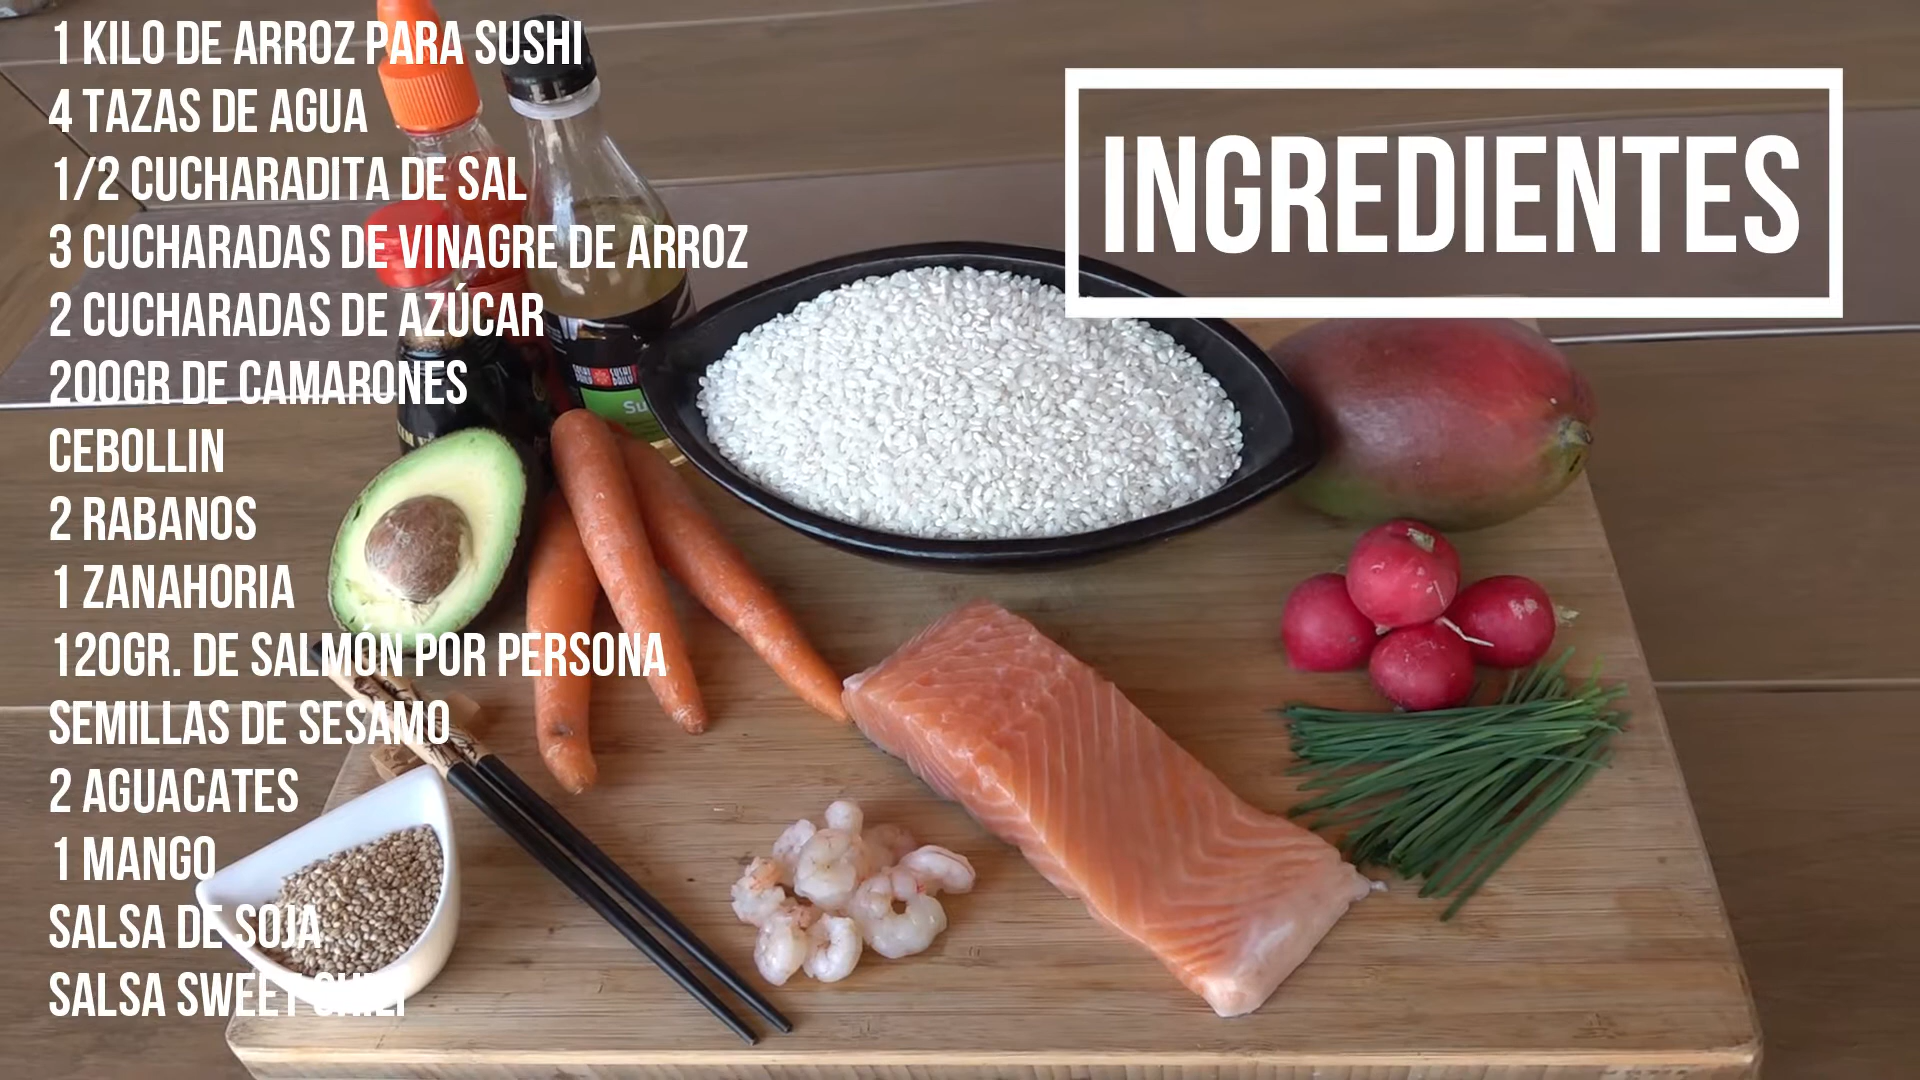 1 KILO DE ARROZ PARA SUSHI
4 TAZAS DE AGUA
1/2 CUCHARADITA DE SAL
3 CUCHARADAS DE VINAGRE DE ARROZ
2 CUCHARADAS DE AZÚCAR
200GR DE CAMARONES
CEBOLLIN
2 RABANOS
1 ZANAHORIA
120GR. DE SALMÓN POR PERSONA
SEMILLAS DE SESAMO
2 AGUACATES
1 MANGO
SALSA DE SOJA
SALSA SWEET CHILI
INGREDIENTES